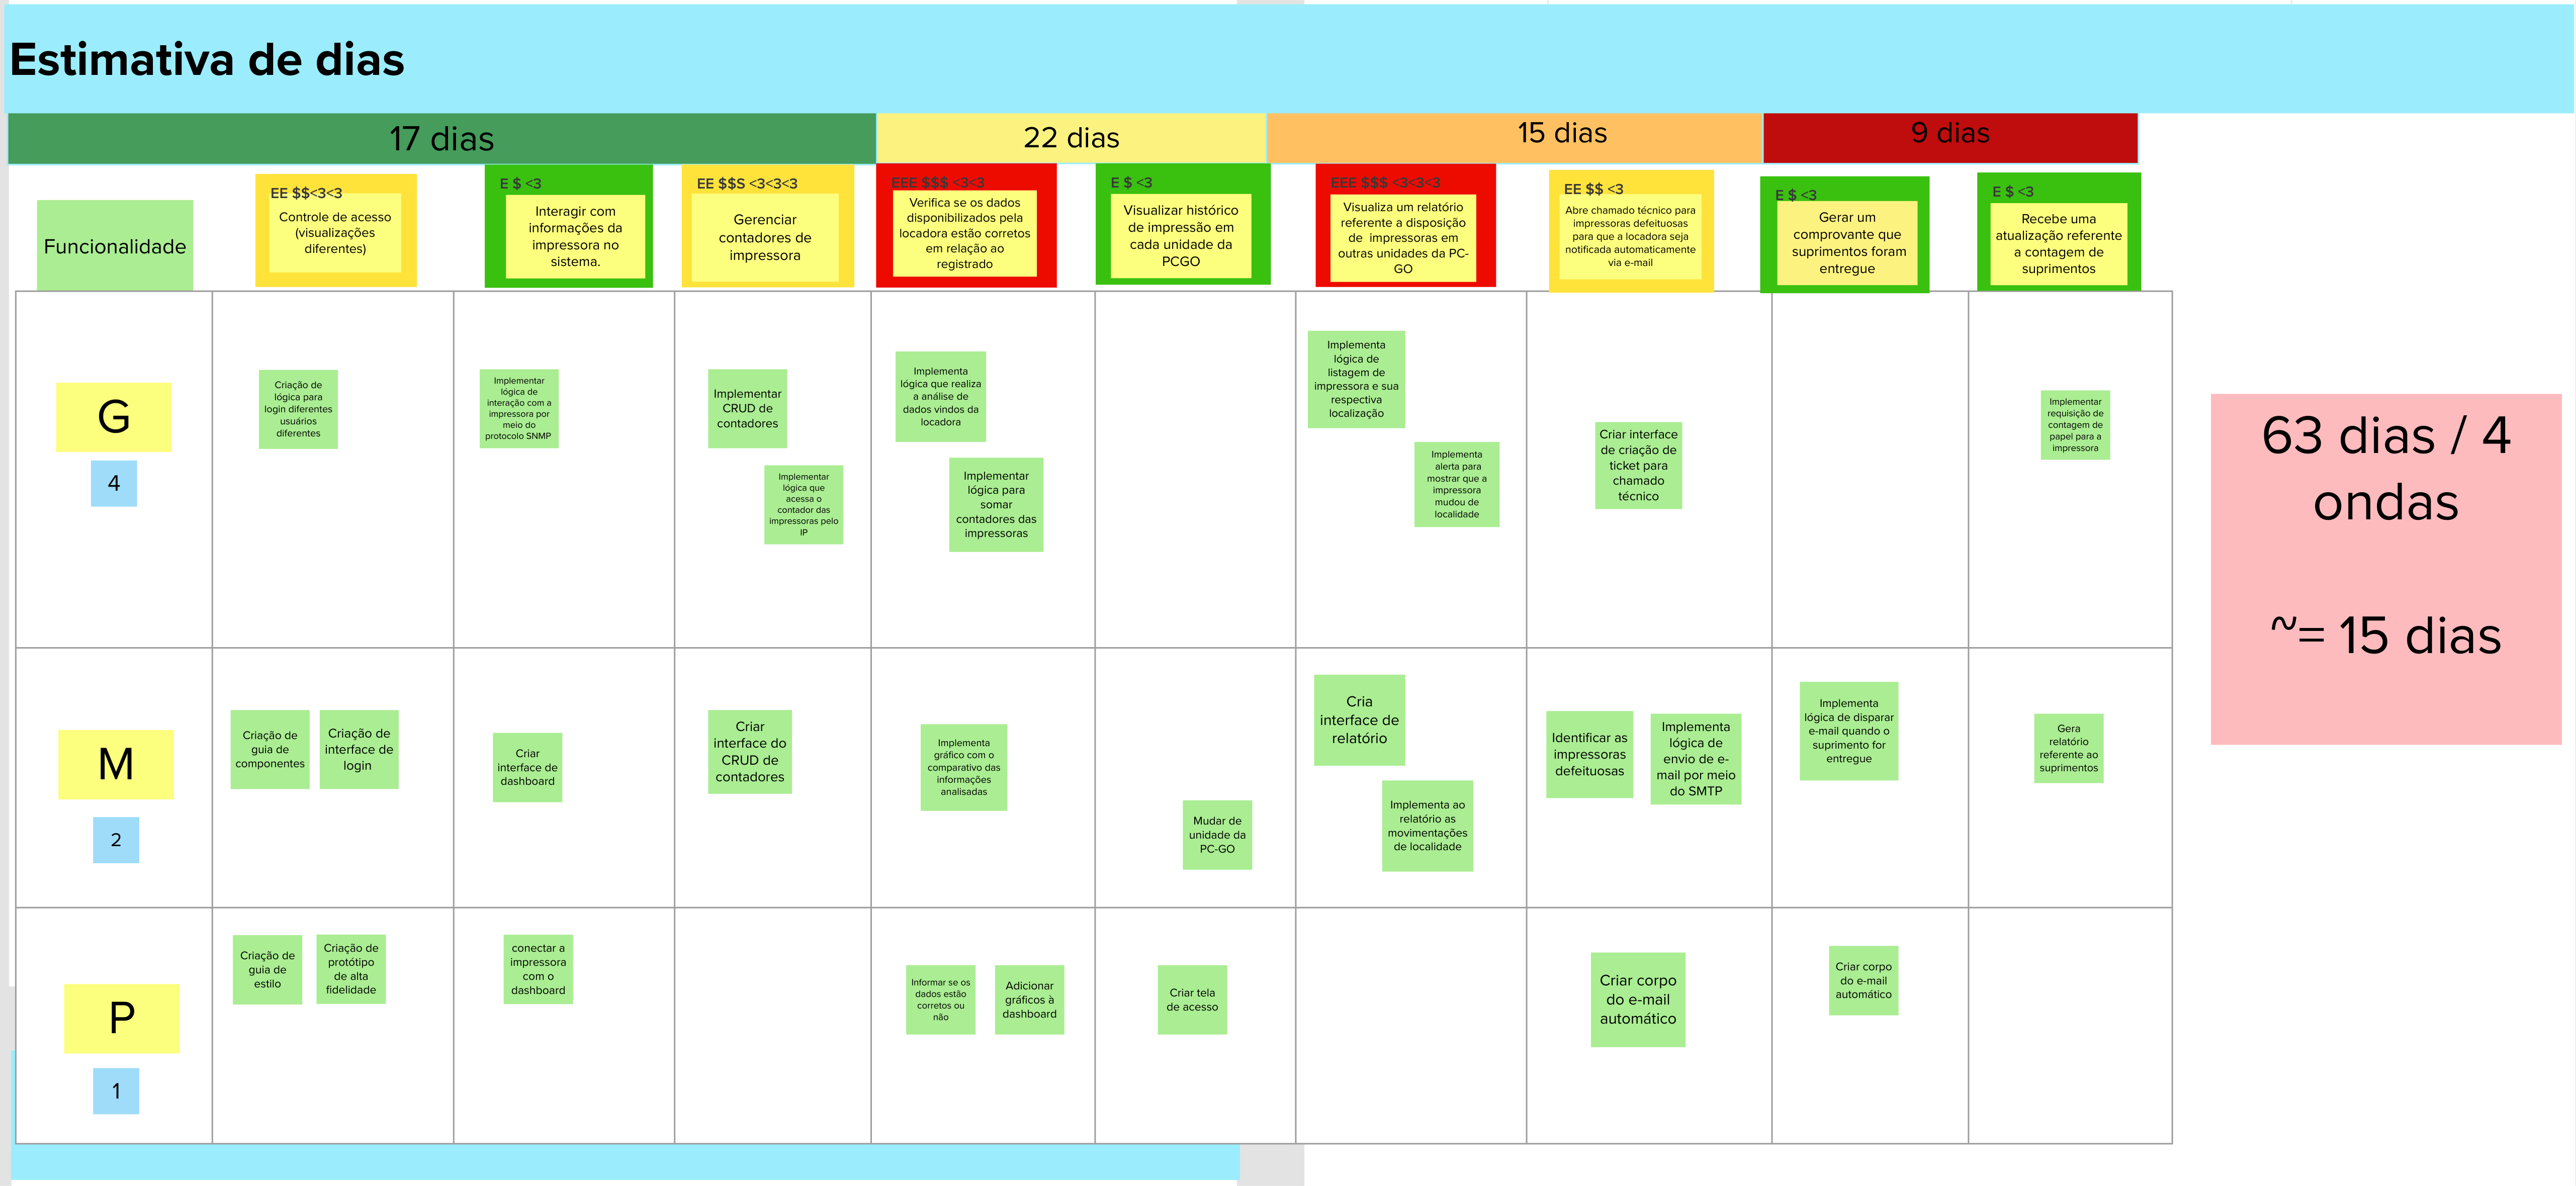 Estimativa de dias
17 dias
22 dias
15 dias
9 dias
Funcionalidade
EE $$<3<3
Controle de acesso
(visualizações
diferentes)
E $ <3
Interagir com
informações da
impressora no
sistema.
EE $$S <3<3<3
Gerenciar
contadores de
impressora
EEE $$$ <3<3
Verifica se os dados
disponibilizados pela
locadora estão corretos
em relação ao
registrado
E $ <3
Visualizar histórico
de impressão em
cada unidade da
PCGO
EEE $$$ <3<3<3
Visualiza um relatório
referente a disposição
de impressoras em
outras unidades da PC-
GO
EE $$ <3
Abre chamado técnico para
impressoras defeituosas
para que a locadora seja
notificada automaticamente
via e-mail
E $ <3
Gerar um
comprovante que
suprimentos foram
entregue
E $ <3
Recebe uma
atualização referente
a contagem de
suprimentos
G
4
Criação de
lógica para
login diferentes
usuários
diferentes
Implementar
lógica de
interação com a
impressora por
meio do
protocolo SNMP
Implementar
CRUD de
contadores
Implementar
lógica que
acessa o
contador das
impressoras pelo
IP
Implementa
lógica que realiza
a análise de
dados vindos da
locadora
Implementar
lógica para
somar
contadores das
impressoras
Implementa
lógica de
listagem de
impressora e sua
respectiva
localização
Implementa
alerta para
mostrar que a
impressora
mudou de
localidade
Criar interface
de criação de
ticket para
chamado
técnico
Implementar
requisição de
contagem de
papel para a
impressora
63 dias / 4
ondas
~= 15 dias
M
2
Criação de
guia de
componentes
Criação de
interface de
login
Criar
interface de
dashboard
Criar
interface do
CRUD de
contadores
Implementa
gráfico com o
comparativo das
informações
analisadas
Mudar de
unidade da
PC-GO
Cria
interface de
relatório
Implementa ao
relatório as
movimentações
de localidade
Identificar as
impressoras
defeituosas
Implementa
lógica de
envio de e-
mail por meio
do SMTP
Implementa
lógica de disparar
e-mail quando o
suprimento for
entregue
Gera
relatório
referente ao
suprimentos
P
1
Criação de
guia de
estilo
Criação de
protótipo
de alta
fidelidade
conectar a
impressora
com o
dashboard
Informar se os
dados estão
corretos ou
não
Adicionar
gráficos à
dashboard
Criar tela
de acesso
Criar corpo
do e-mail
automático
Criar corpo
do e-mail
automático